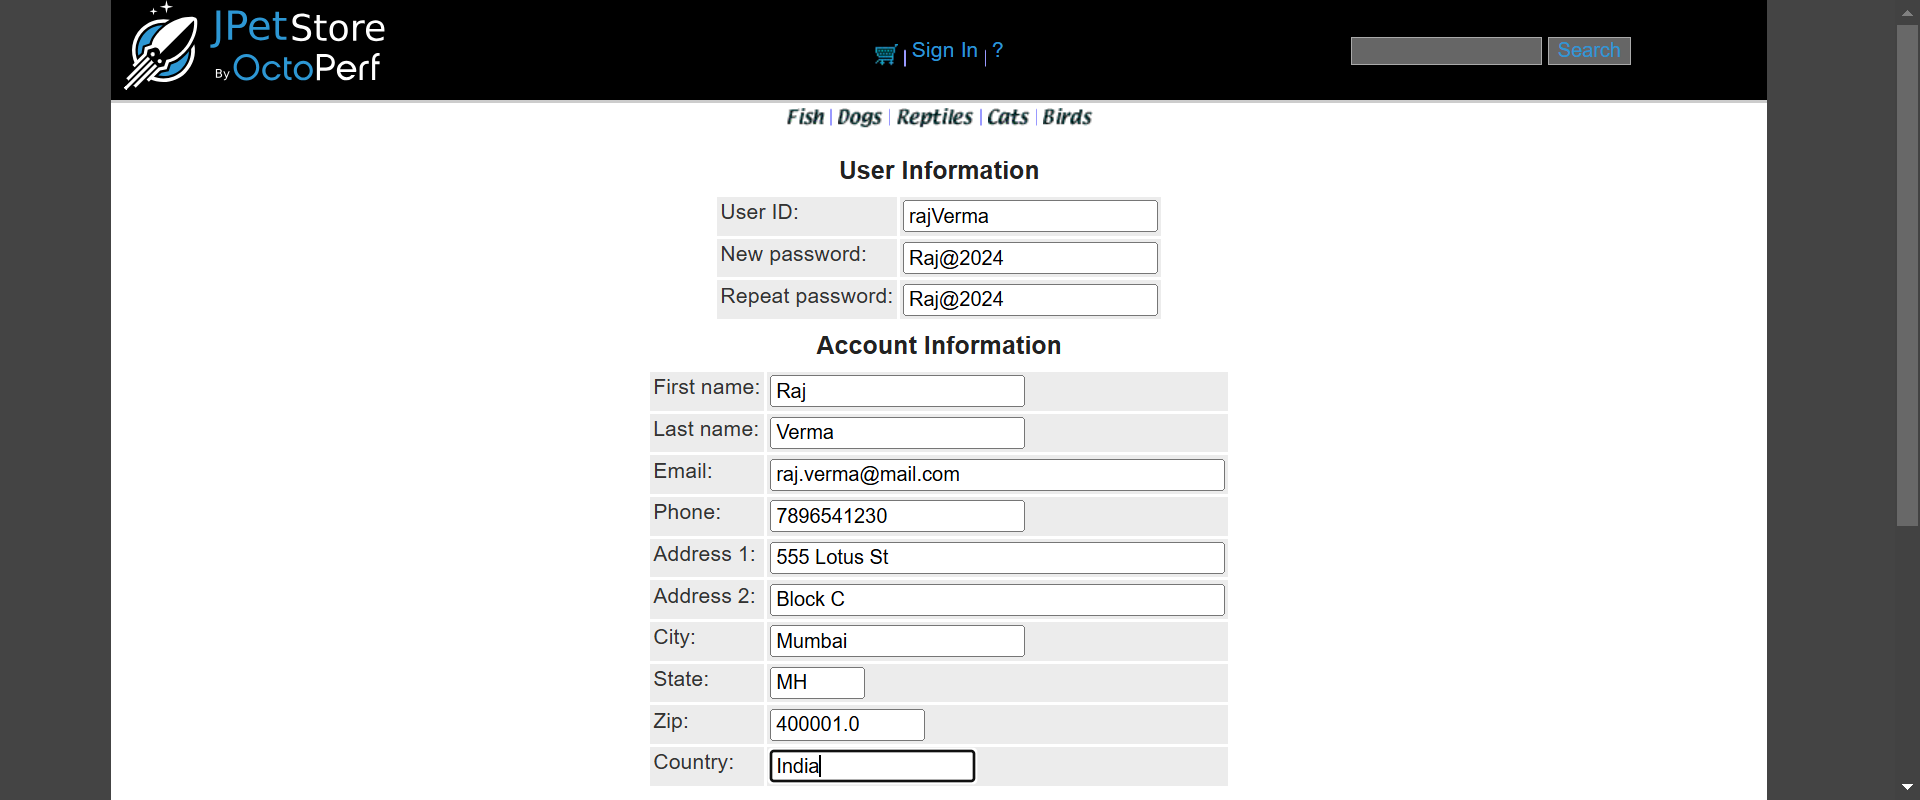 JPetStore
By OctoPerf
Sign In ?
Search
Fish Dogs Reptiles Cats Birds
User Information
User ID: rajVerma
New password: Raj@2024
Repeat password: Raj@2024
Account Information
First name: Raj
Last name: Verma
Email: raj.verma@mail.com
Phone: 7896541230
Address 1: 555 Lotus St
Address 2: Block C
City: Mumbai
State: MH
Zip: 400001.0
Country: India